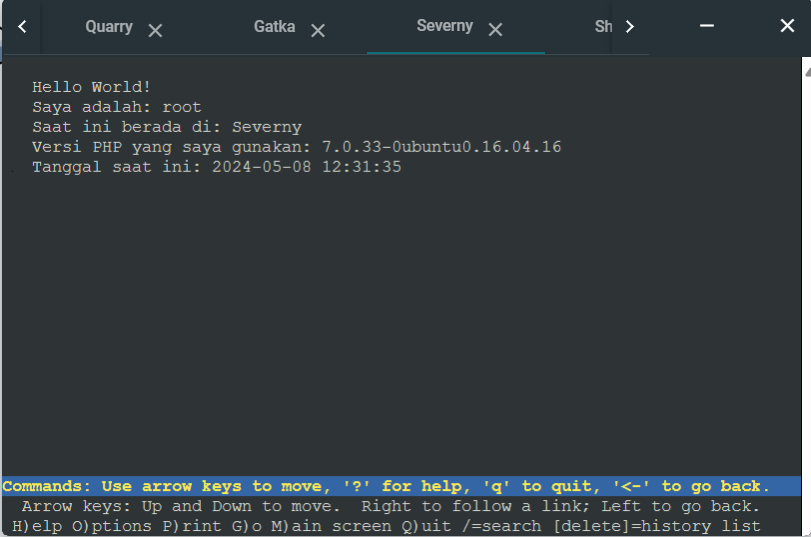 Quarry Gatka Severny Sh
Hello World!
Saya adalah: root
Saat ini berada di: Severny
Versi PHP yang saya gunakan: 7.0.33-0ubuntu0.16.04.16
Tanggal saat ini: 2024-05-08 12:31:35
Commands: Use arrow keys to move, '?' for help, 'q' to quit, '<-' to go back.
Arrow keys: Up and Down to move.  Right to follow a link; Left to go back.
H)elp O)ptions P)rint G)o M)ain screen Q)uit /=search [delete]=history list